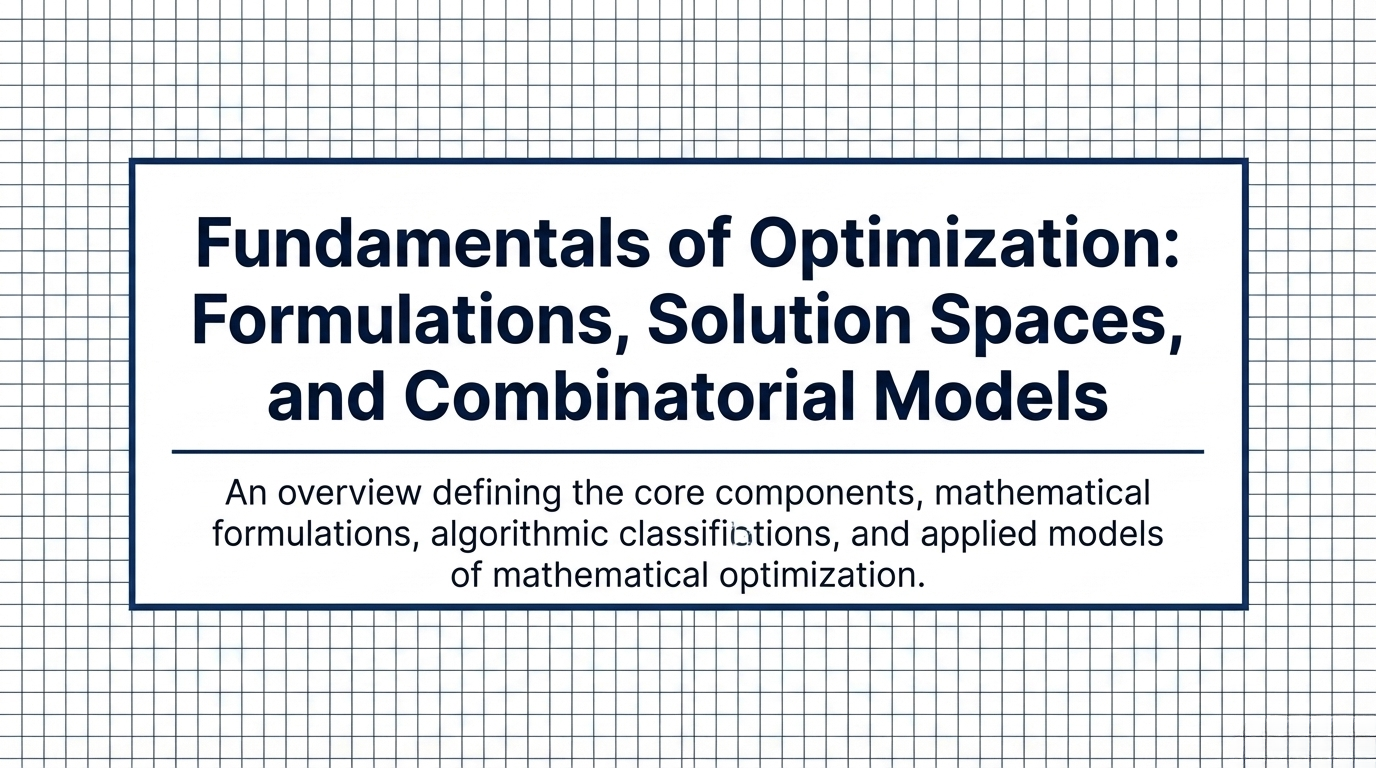 Fundamentals of Optimization:
Formulations, Solution Spaces,
and Combinatorial Models
An overview defining the core components, mathematical
formulations, algorithmic classifications, and applied models
of mathematical optimization.